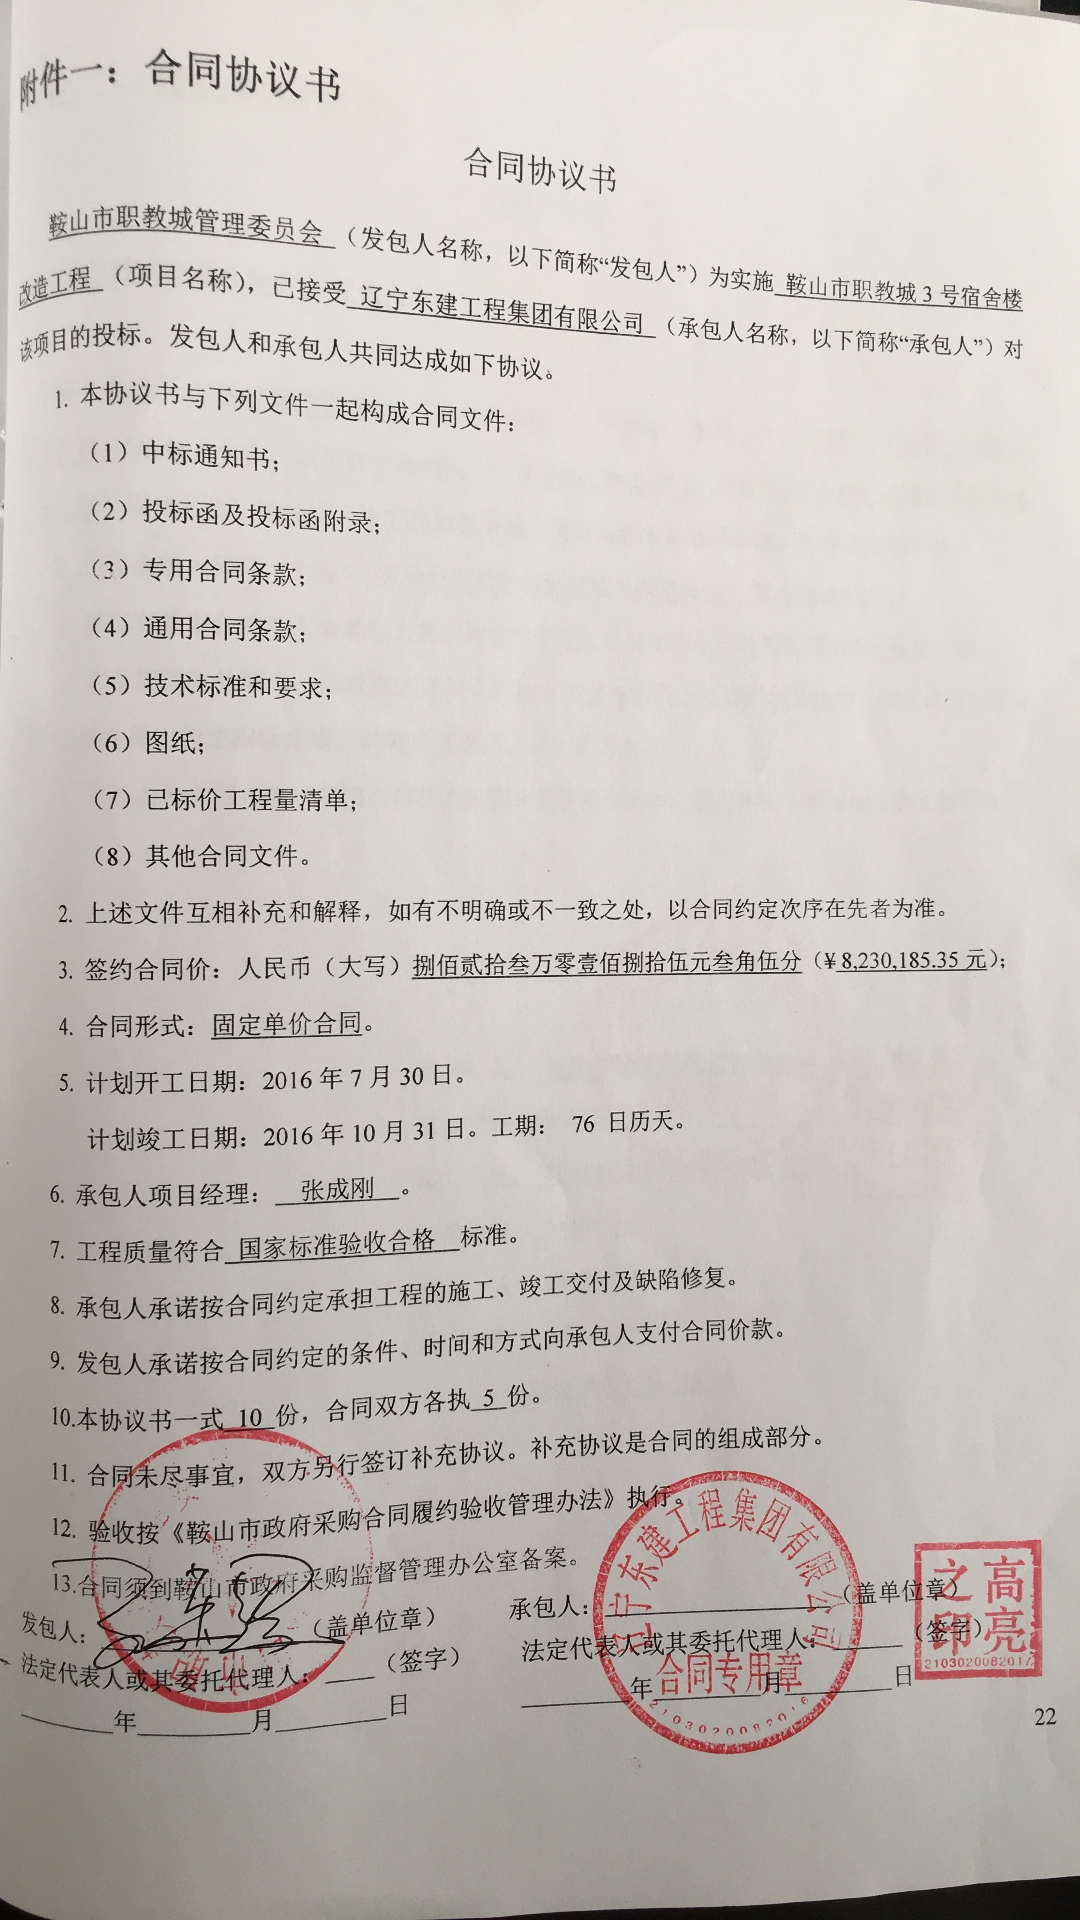 附件一：合同协议书
合同协议书
鞍山市职教城管理委员会（发包人名称，以下简称“发包人”）为实施 鞍山市职教城3号宿舍楼
改造工程（项目名称），已接受 辽宁东建工程集团有限公司（承包人名称，以下简称“承包人”）对
该项目的投标。发包人和承包人共同达成如下协议。
1. 本协议书与下列文件一起构成合同文件：
（1）中标通知书；
（2）投标函及投标函附录；
（3）专用合同条款；
（4）通用合同条款；
（5）技术标准和要求；
（6）图纸；
（7）已标价工程量清单；
（8）其他合同文件。
2. 上述文件互相补充和解释，如有不明确或不一致之处，以合同约定次序在先者为准。
3. 签约合同价：人民币（大写）捌佰贰拾叁万零壹佰捌拾伍元叁角伍分（¥8,230,185.35 元）；
4. 合同形式：固定单价合同。
5. 计划开工日期：2016 年 7 月 30 日。
计划竣工日期：2016 年 10 月 31 日。工期： 76 日历天。
6. 承包人项目经理： 张成刚 。
7. 工程质量符合 国家标准验收合格 标准。
8. 承包人承诺按合同约定承担工程的施工、竣工交付及缺陷修复。
9. 发包人承诺按合同约定的条件、时间和方式向承包人支付合同价款。
10.本协议书一式 10 份，合同双方各执 5 份。
11. 合同未尽事宜，双方另行签订补充协议。补充协议是合同的组成部分。
12. 验收按《鞍山市政府采购合同履约验收管理办法》执行。
13.合同须到鞍山市政府采购监督管理办公室备案。
发包人：（盖单位章） 承包人：（盖单位章）
法定代表人或其委托代理人：（签字） 法定代表人或其委托代理人：（签字）
年 月 日 年 月 日
辽宁东建工程集团有限公司
合同专用章
2103020082016
高亮之印
2103020082017
22